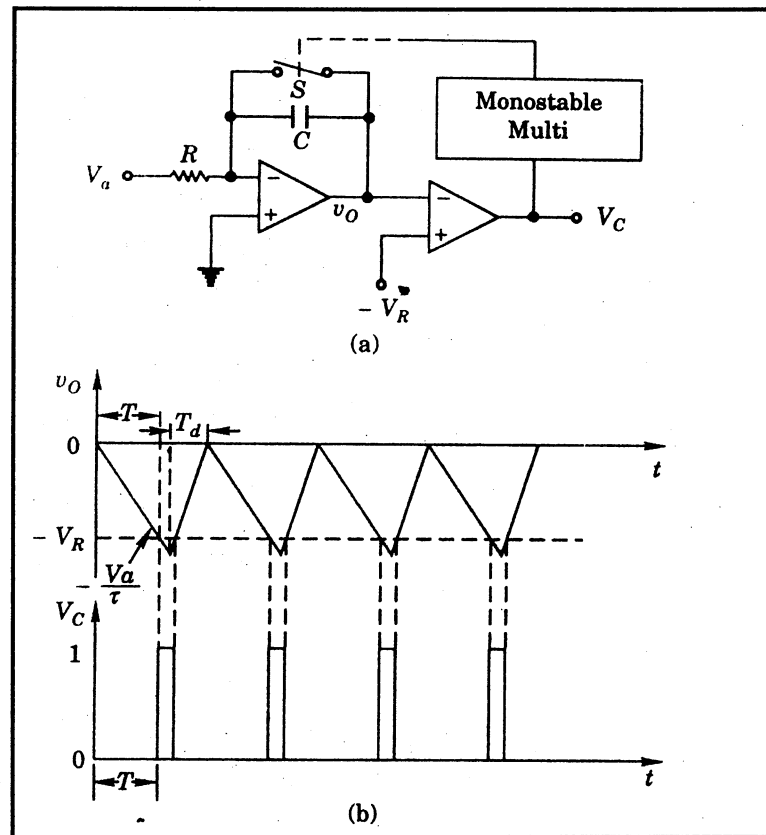 S
Monostable
Multi
C
R
V_a
−
+
v_O
−
+
V_C
− V_R
(a)
v_O
T
T_d
0
t
− V_R
− Va/τ
V_C
1
0
T
t
(b)